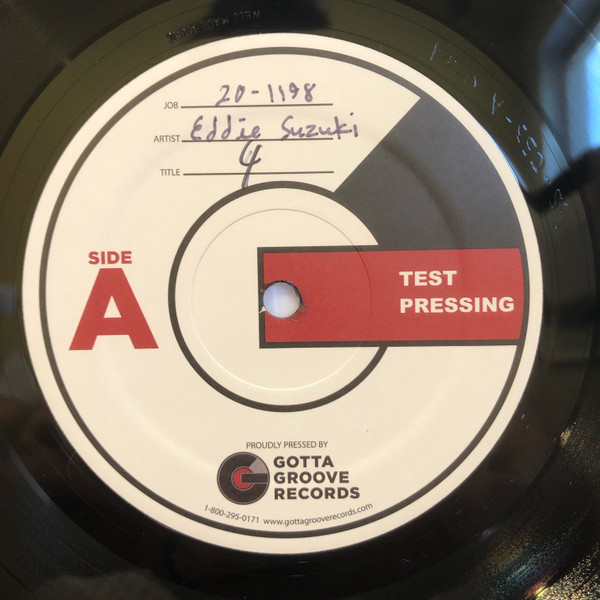 JOB 20-1198
ARTIST Eddie Suzuki
TITLE
SIDE
A
TEST
PRESSING
PROUDLY PRESSED BY
GOTTA
GROOVE
RECORDS
1-800-295-0171 www.gottagrooverecords.com